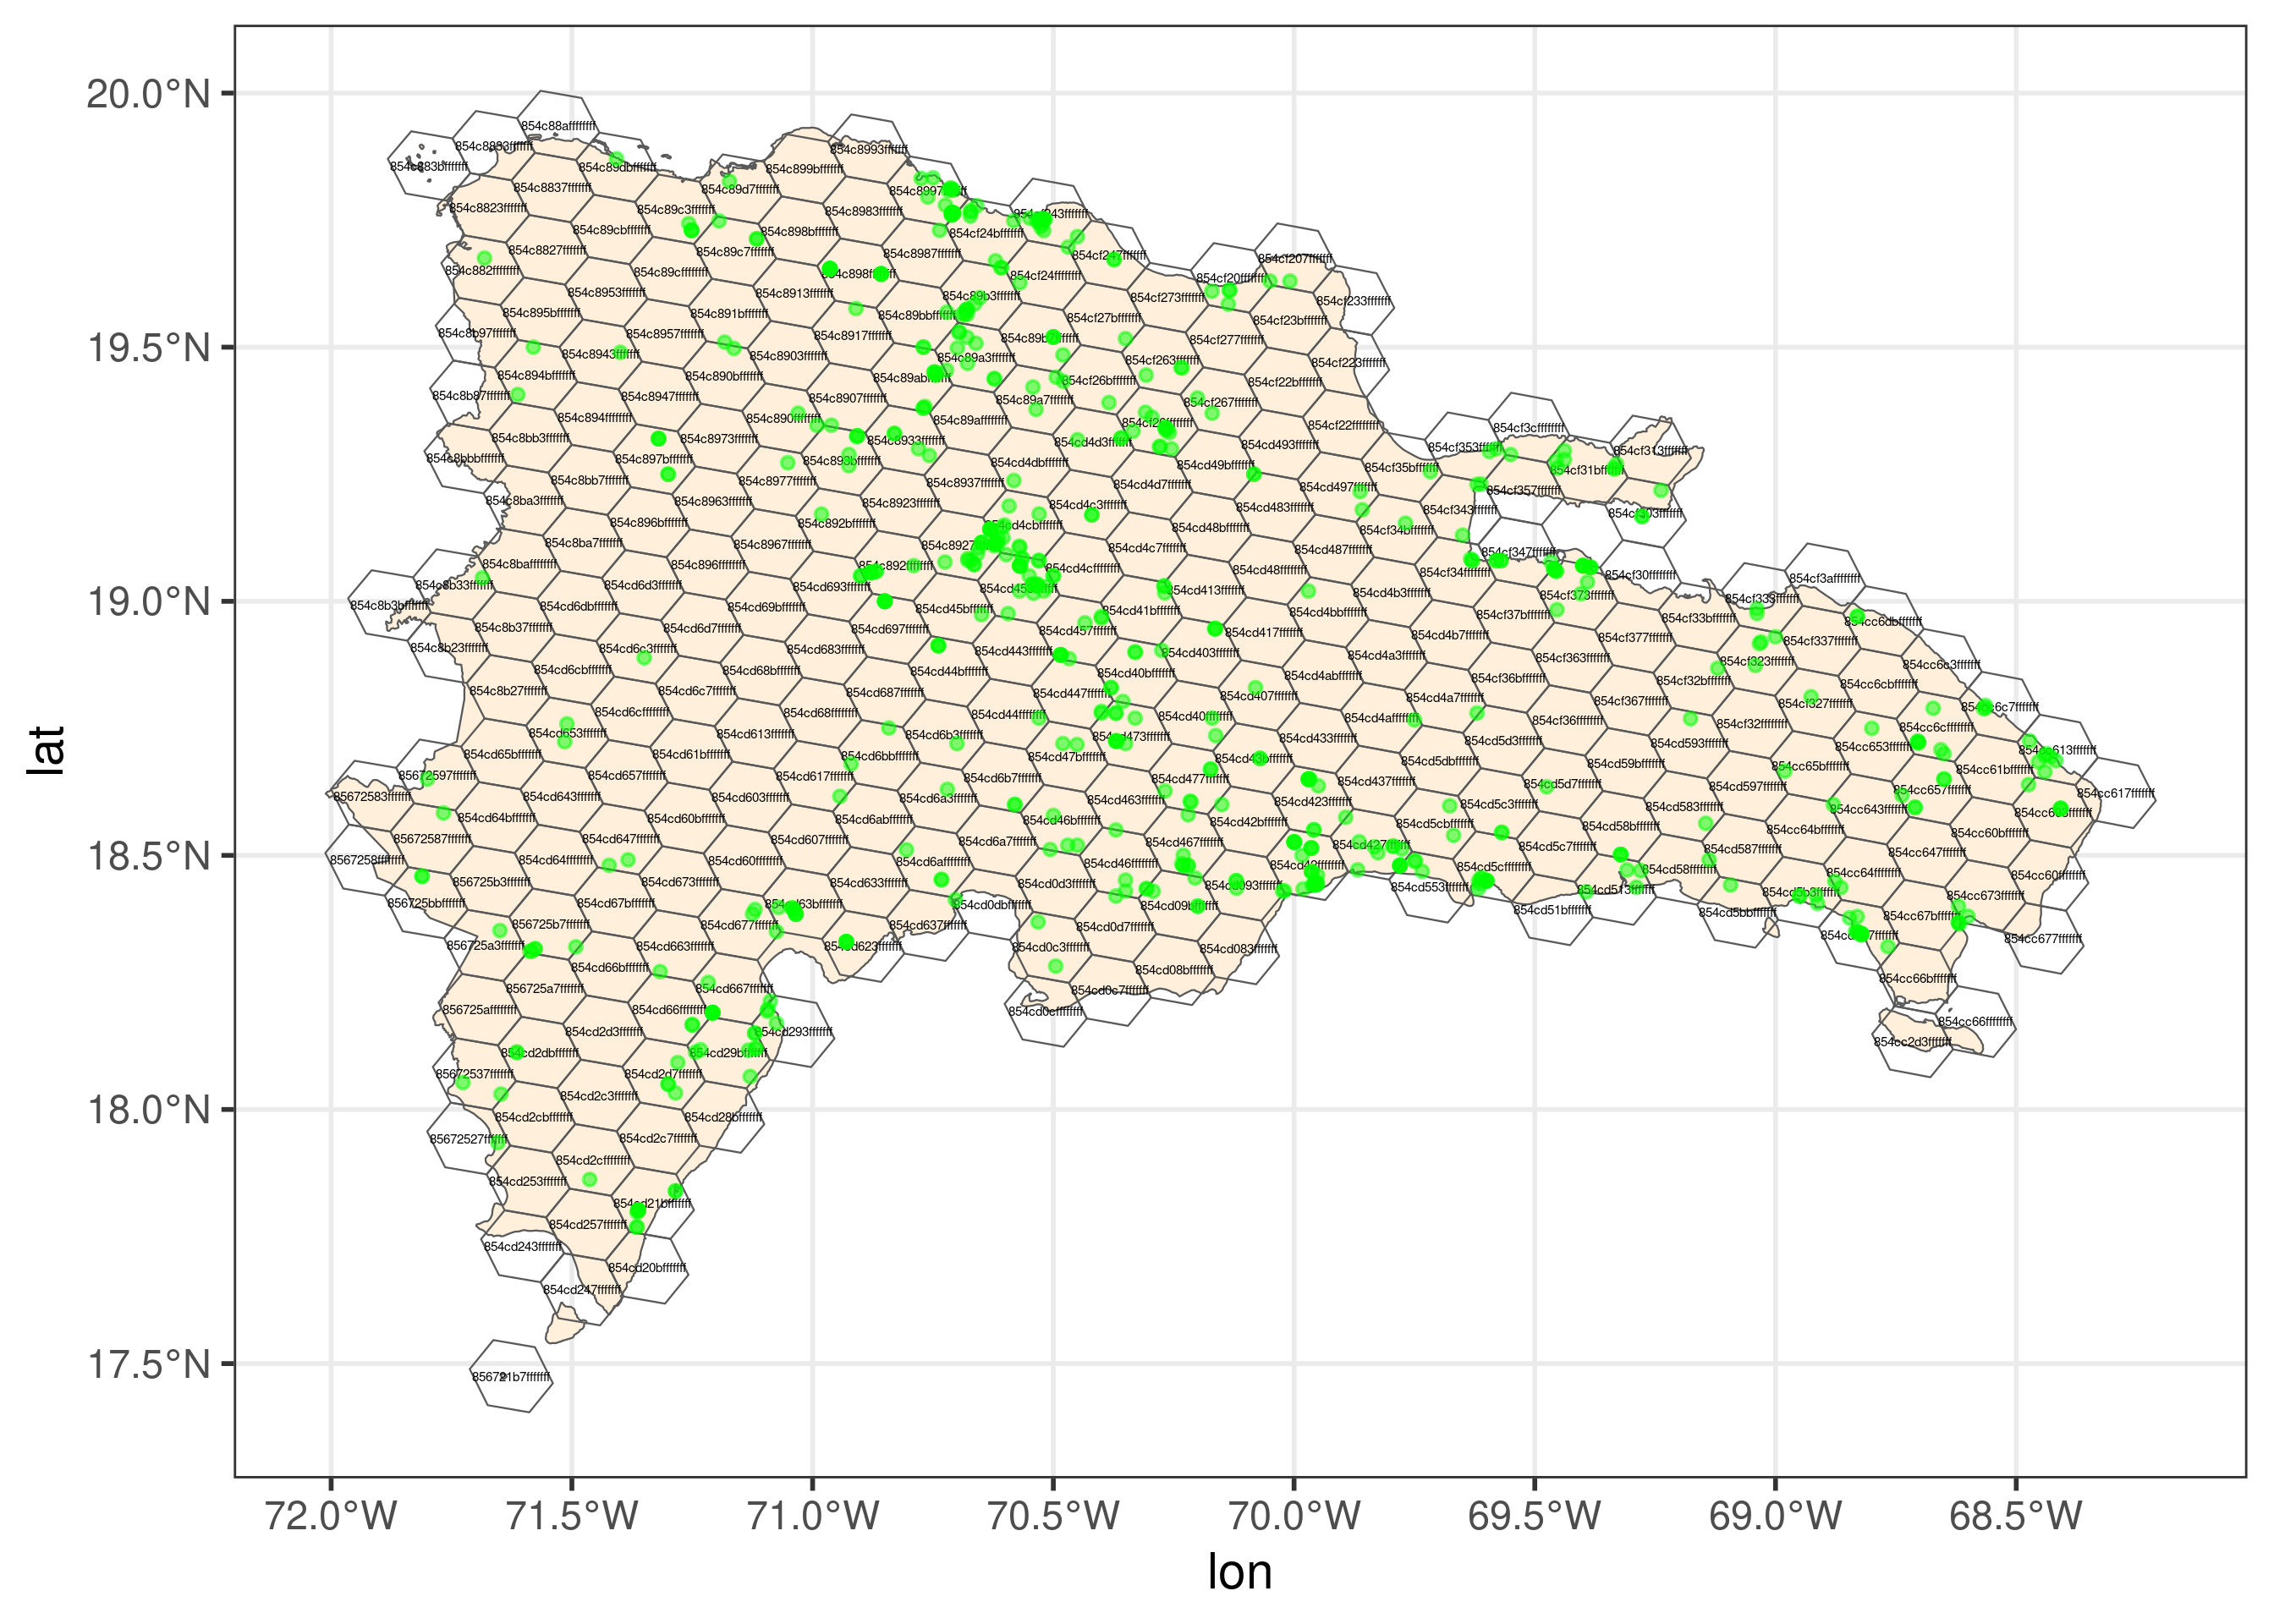 lat
20.0°N
19.5°N
19.0°N
18.5°N
18.0°N
17.5°N
854c88afffffff
854c8893fffffff
854c883bfffffff
854c89dbfffffff
854c8993fffffff
854c899bfffffff
854c8837fffffff
854c89d7fffffff
854c8823fffffff
854c89c3fffffff
854c8983fffffff
854c89cbfffffff
854c898bfffffff
854cf24bfffffff
854c8827fffffff
854c89c7fffffff
854c8987fffffff
854cf247fffffff
854cf207fffffff
854c882ffffffff
854c89cffffffff
854cf24ffffffff
854cf20ffffffff
854c8953fffffff
854c8913fffffff
854c89b3fffffff
854cf273fffffff
854cf233fffffff
854c895bfffffff
854c891bfffffff
854c89bbfffffff
854cf27bfffffff
854cf23bfffffff
854c8b97fffffff
854c8957fffffff
854c8917fffffff
854cf277fffffff
854c8943fffffff
854c8903fffffff
854c89a3fffffff
854cf263fffffff
854cf223fffffff
854c894bfffffff
854c890bfffffff
854cf26bfffffff
854cf22bfffffff
854c8b87fffffff
854c8947fffffff
854c8907fffffff
854c89a7fffffff
854cf267fffffff
854c894ffffffff
854c890ffffffff
854c89affffffff
854cf22ffffffff
854cf3cffffffff
854c8bb3fffffff
854c8973fffffff
854c8933fffffff
854cd4d3fffffff
854cd493fffffff
854cf353fffffff
854cf313fffffff
854c8bbbfffffff
854c897bfffffff
854c893bfffffff
854cd4dbfffffff
854cd49bfffffff
854cf35bfffffff
854cf31bfffffff
854c8bb7fffffff
854c8977fffffff
854c8937fffffff
854cd4d7fffffff
854cd497fffffff
854cf357fffffff
854c8ba3fffffff
854c8963fffffff
854c8923fffffff
854cd4c3fffffff
854cd483fffffff
854cf343fffffff
854c896bfffffff
854c892bfffffff
854cd4cbfffffff
854cd48bfffffff
854cf34bfffffff
854c8ba7fffffff
854c8967fffffff
854cd4c7fffffff
854cd487fffffff
854cf347fffffff
854c8baffffffff
854c896ffffffff
854c892ffffffff
854cd4cffffffff
854cd48ffffffff
854cf34ffffffff
854cf30ffffffff
854cf3affffffff
854c8b33fffffff
854cd6d3fffffff
854cd693fffffff
854cd413fffffff
854cd4b3fffffff
854cf373fffffff
854cf333fffffff
854c8b3bfffffff
854cd6dbfffffff
854cd69bfffffff
854cd45bfffffff
854cd41bfffffff
854cd4bbfffffff
854cf37bfffffff
854cf33bfffffff
854cc6dbfffffff
854c8b37fffffff
854cd6d7fffffff
854cd697fffffff
854cd457fffffff
854cd417fffffff
854cd4b7fffffff
854cf377fffffff
854cf337fffffff
854c8b23fffffff
854cd6c3fffffff
854cd683fffffff
854cd443fffffff
854cd403fffffff
854cd4a3fffffff
854cf363fffffff
854cf323fffffff
854cc6c3fffffff
854cd6cbfffffff
854cd68bfffffff
854cd44bfffffff
854cd40bfffffff
854cd4abfffffff
854cf36bfffffff
854cf32bfffffff
854cc6cbfffffff
854c8b27fffffff
854cd6c7fffffff
854cd687fffffff
854cd447fffffff
854cd407fffffff
854cd4a7fffffff
854cf367fffffff
854cf327fffffff
854cd6cffffffff
854cd68ffffffff
854cd44ffffffff
854cd40ffffffff
854cd4affffffff
854cf36ffffffff
854cf32ffffffff
854cc6cffffffff
854cd653fffffff
854cd613fffffff
854cd6b3fffffff
854cd433fffffff
854cd5d3fffffff
854cd593fffffff
854cc653fffffff
854cc613fffffff
854cd65bfffffff
854cd61bfffffff
854cd6bbfffffff
854cd47bfffffff
854cd43bfffffff
854cd5dbfffffff
854cd59bfffffff
854cc65bfffffff
854cc61bfffffff
85672597fffffff
854cd657fffffff
854cd617fffffff
854cd6b7fffffff
854cd477fffffff
854cd437fffffff
854cd5d7fffffff
854cd597fffffff
854cc657fffffff
854cc617fffffff
85672583fffffff
854cd643fffffff
854cd603fffffff
854cd6a3fffffff
854cd463fffffff
854cd423fffffff
854cd5c3fffffff
854cd583fffffff
854cc643fffffff
854cd64bfffffff
854cd60bfffffff
854cd6abfffffff
854cd46bfffffff
854cd42bfffffff
854cd5cbfffffff
854cd58bfffffff
854cc64bfffffff
854cc60bfffffff
85672587fffffff
854cd647fffffff
854cd607fffffff
854cd6a7fffffff
854cd467fffffff
854cd427fffffff
854cd5c7fffffff
854cd587fffffff
854cc647fffffff
8567258ffffffff
854cd64ffffffff
854cd60ffffffff
854cd6affffffff
854cd46ffffffff
854cd42ffffffff
854cd5cffffffff
854cd58ffffffff
854cc64ffffffff
854cc60ffffffff
856725b3fffffff
854cd673fffffff
854cd633fffffff
854cd0d3fffffff
854cd093fffffff
854cd553fffffff
854cd513fffffff
854cd5b3fffffff
854cc673fffffff
856725bbfffffff
854cd67bfffffff
854cd63bfffffff
854cd0dbfffffff
854cd09bfffffff
854cd51bfffffff
854cd5bbfffffff
854cc67bfffffff
856725b7fffffff
854cd677fffffff
854cd637fffffff
854cd0d7fffffff
854cc677fffffff
856725a3fffffff
854cd663fffffff
854cd623fffffff
854cd0c3fffffff
854cd083fffffff
854cd66bfffffff
854cd08bfffffff
854cc66bfffffff
856725a7fffffff
854cd667fffffff
854cd0c7fffffff
856725affffffff
854cd66ffffffff
854cd0cffffffff
854cc66ffffffff
854cd2d3fffffff
854cd293fffffff
854cc2d3fffffff
854cd2dbfffffff
854cd29bfffffff
85672537fffffff
854cd2d7fffffff
854cd2c3fffffff
854cd2cbfffffff
854cd28bfffffff
85672527fffffff
854cd2c7fffffff
854cd2cffffffff
854cd253fffffff
854cd21bfffffff
854cd257fffffff
854cd243fffffff
854cd20bfffffff
854cd247fffffff
856721b7fffffff
72.0°W 71.5°W 71.0°W 70.5°W 70.0°W 69.5°W 69.0°W 68.5°W
lon